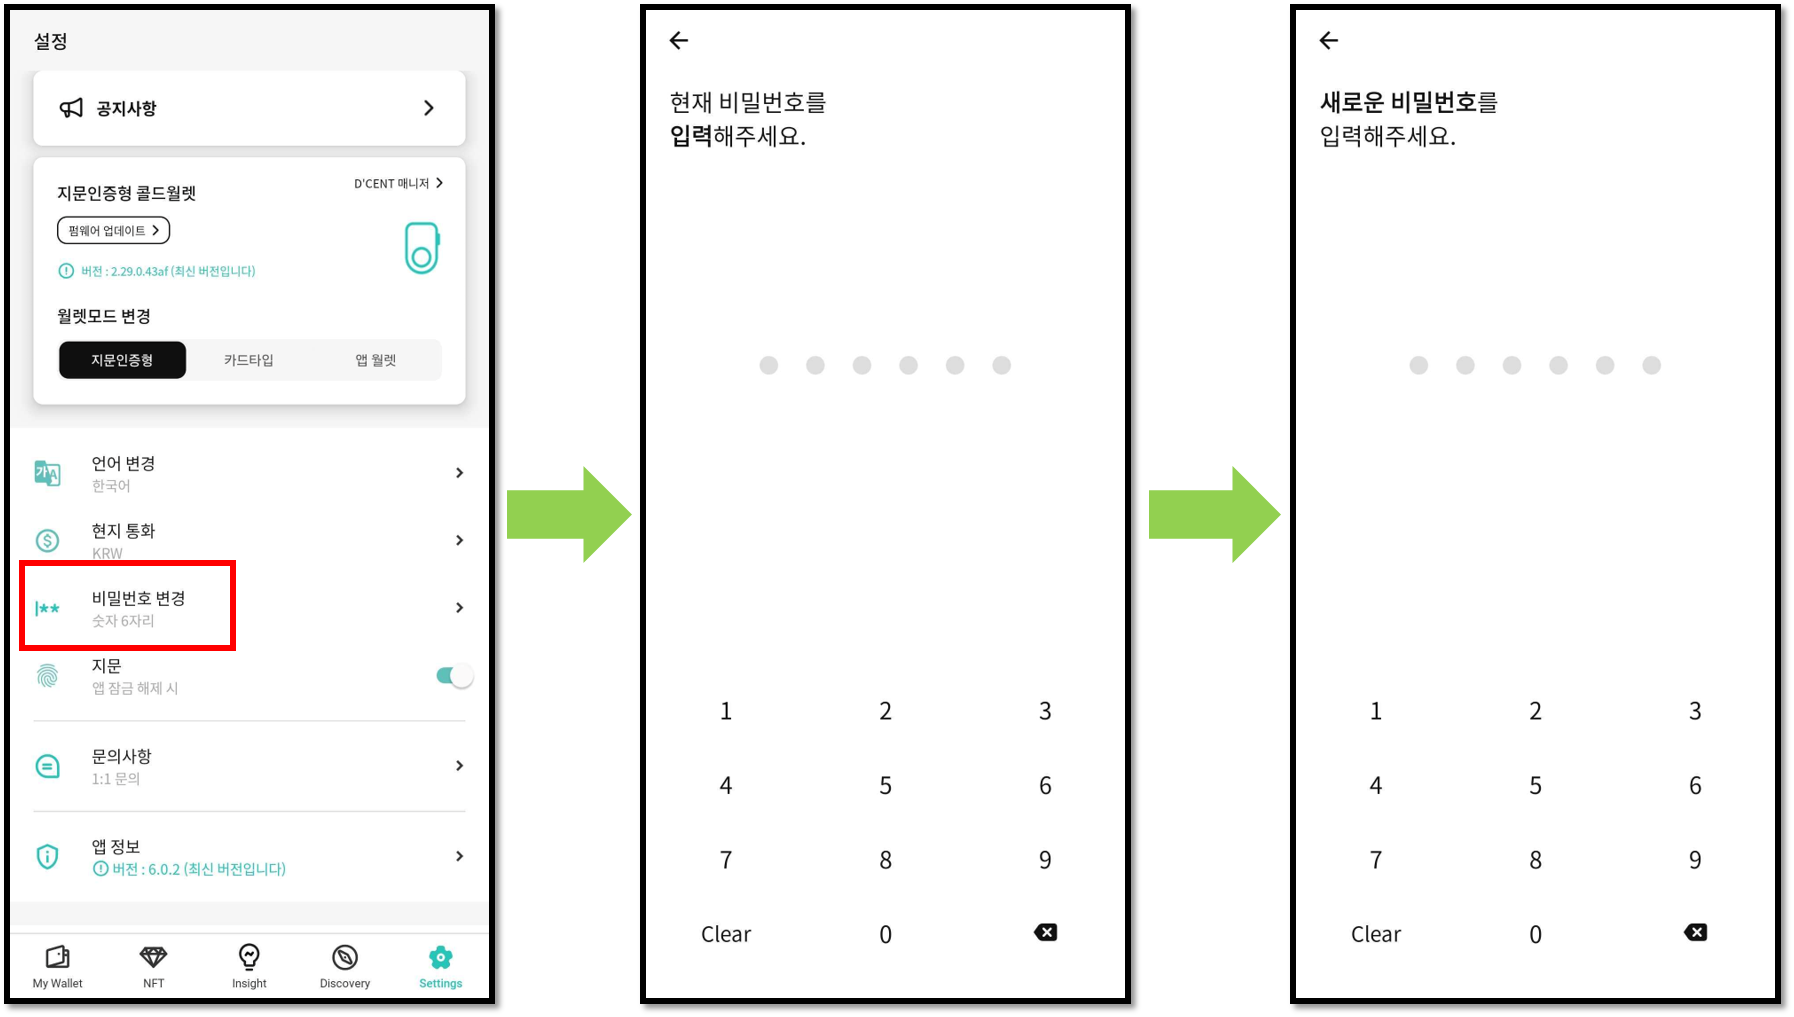 설정
공지사항
D'CENT 매니저
지문인증형 콜드월렛
펌웨어 업데이트
버전 : 2.29.0.43af (최신 버전입니다)
월렛모드 변경
지문인증형 카드타입 앱 월렛
언어 변경
한국어
현지 통화
KRW
비밀번호 변경
숫자 6자리
지문
앱 잠금 해제 시
문의사항
1:1 문의
앱 정보
버전 : 6.0.2 (최신 버전입니다)
My Wallet NFT Insight Discovery Settings
현재 비밀번호를
입력해주세요.
1 2 3
4 5 6
7 8 9
Clear 0
새로운 비밀번호를
입력해주세요.
1 2 3
4 5 6
7 8 9
Clear 0